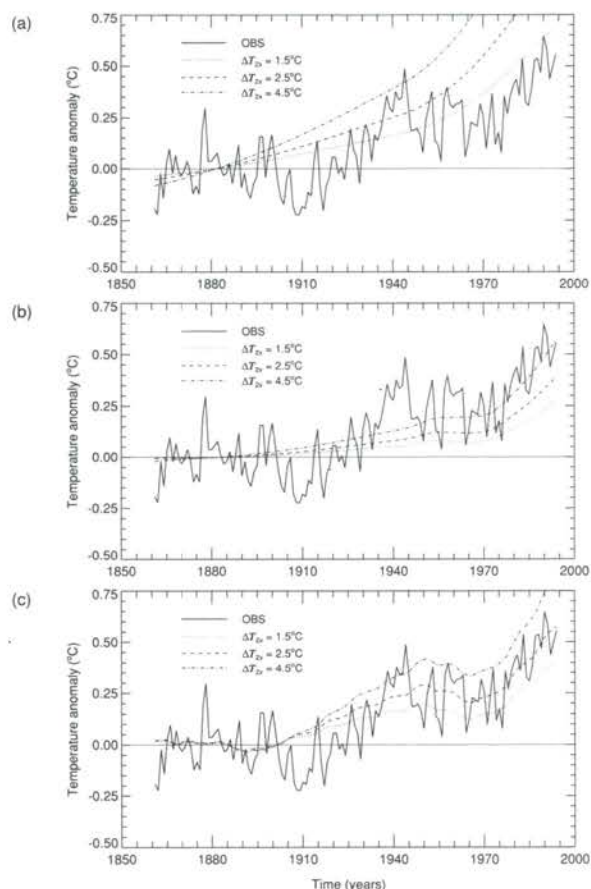 (a)
Temperature anomaly (°C)
0.75
0.50
0.25
0.00
-0.25
-0.50
OBS
ΔT2x = 1.5°C
ΔT2x = 2.5°C
ΔT2x = 4.5°C
1850 1880 1910 1940 1970 2000
(b)
Temperature anomaly (°C)
0.75
0.50
0.25
0.00
-0.25
-0.50
OBS
ΔT2x = 1.5°C
ΔT2x = 2.5°C
ΔT2x = 4.5°C
1850 1880 1910 1940 1970 2000
(c)
Temperature anomaly (°C)
0.75
0.50
0.25
0.00
-0.25
-0.50
OBS
ΔT2x = 1.5°C
ΔT2x = 2.5°C
ΔT2x = 4.5°C
1850 1880 1910 1940 1970 2000
Time (years)